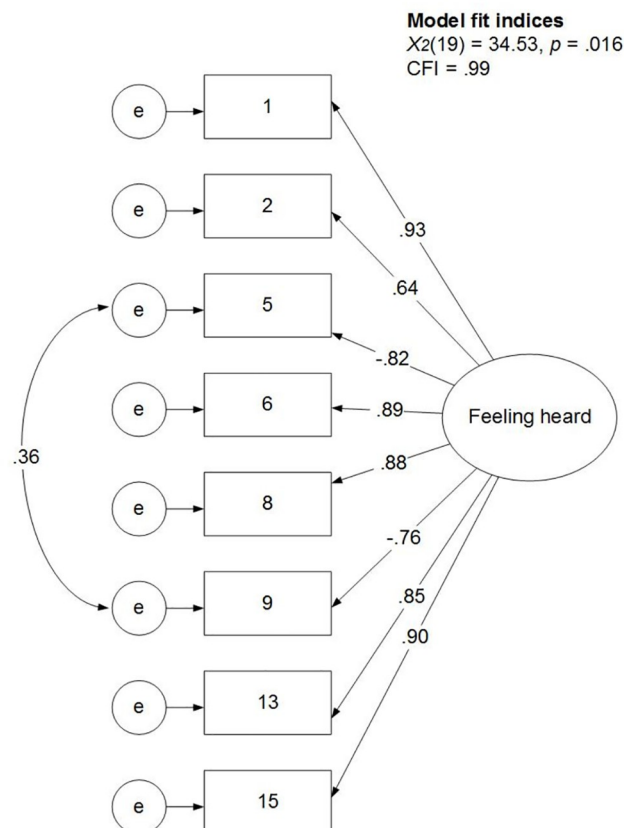 Model fit indices
X2(19) = 34.53, p = .016
CFI = .99
e
1
.93
e
2
.64
e
5
-.82
e
6
.89
Feeling heard
.36
e
8
.88
e
9
-.76
.85
.90
e
13
e
15